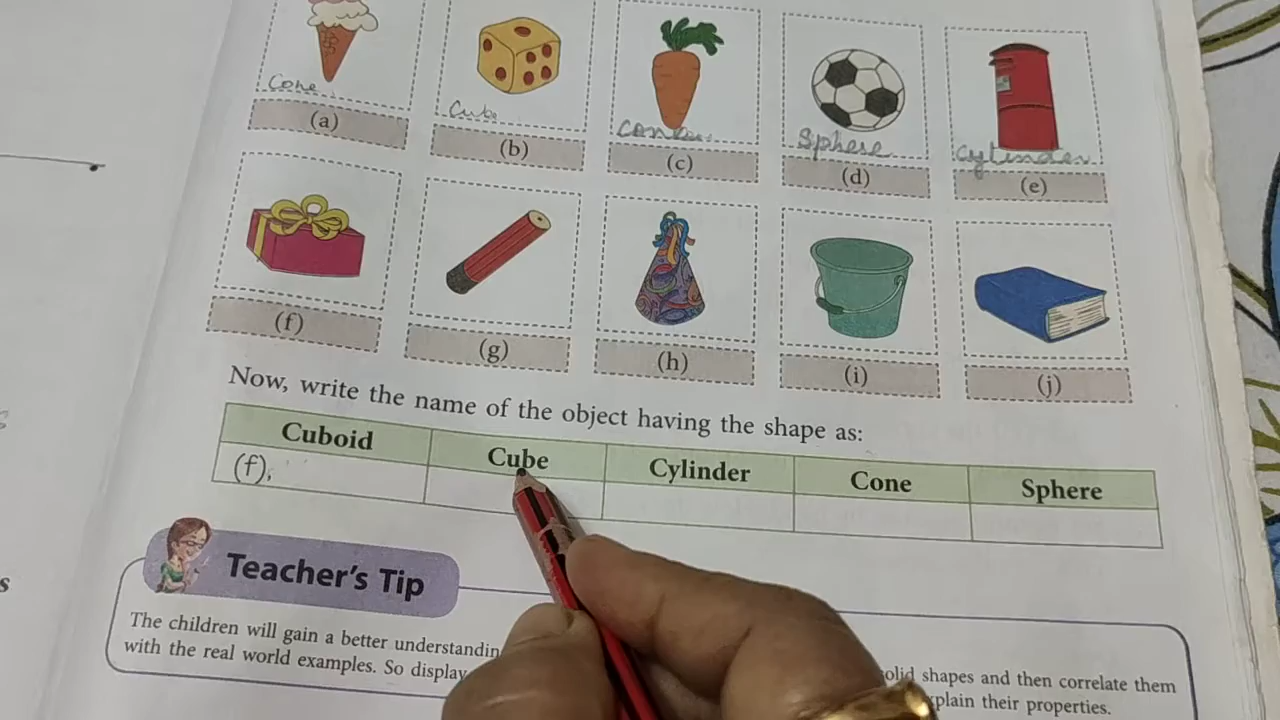 Cone
Cube
Sphere
cylinder
(a)
(b)
(c)
(d)
(e)
(f)
(g)
(h)
(i)
(j)
Now, write the name of the object having the shape as:
Cuboid Cube Cylinder Cone Sphere
(f),
Teacher's Tip
The children will gain a better understandin olid shapes and then correlate them
with the real world examples. So display xplain their properties.
s